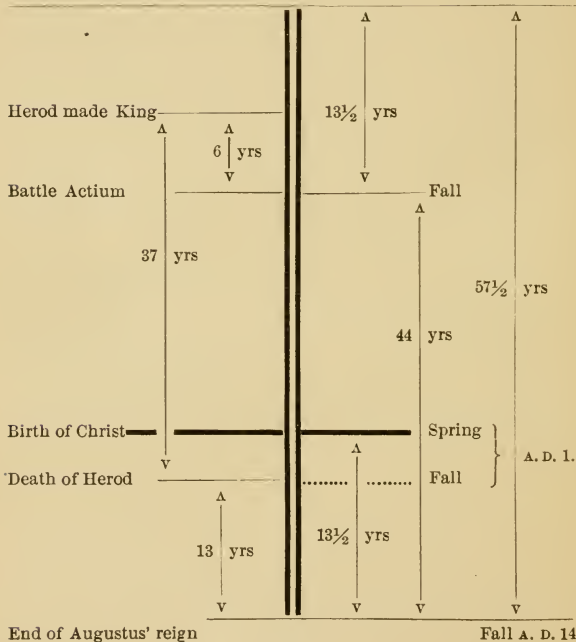 Herod made King
13½ yrs
6 yrs
Battle Actium Fall
37 yrs
57½ yrs
44 yrs
Birth of Christ Spring
A. D. 1.
Death of Herod Fall
13 yrs 13½ yrs
End of Augustus' reign Fall A. D. 14